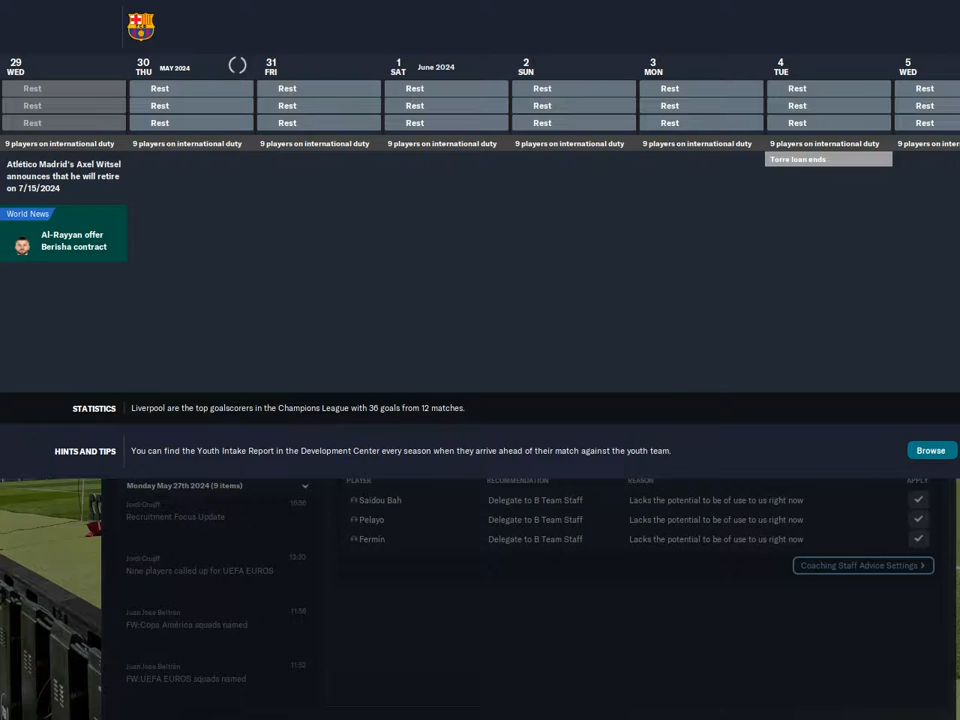 29
WED
30
THU
MAY 2024
31
FRI
1
SAT
June 2024
2
SUN
3
MON
4
TUE
5
WED
Rest Rest Rest Rest Rest Rest Rest Rest
Rest Rest Rest Rest Rest Rest Rest Rest
Rest Rest Rest Rest Rest Rest Rest Rest
9 players on international duty 9 players on international duty 9 players on international duty 9 players on international duty 9 players on international duty 9 players on international duty 9 players on international duty 9 players on inter
Torre loan ends
Atlético Madrid's Axel Witsel
announces that he will retire
on 7/15/2024
World News
Al-Rayyan offer
Berisha contract
STATISTICS
Liverpool are the top goalscorers in the Champions League with 36 goals from 12 matches.
HINTS AND TIPS
You can find the Youth Intake Report in the Development Center every season when they arrive ahead of their match against the youth team.
Browse
Monday May 27th 2024 (9 items)
Jordi Cruijff
Recruitment Focus Update
Jordi Cruijff 13:30
Nine players called up for UEFA EUROS
Juan Jose Beltrán 11:56
FW:Copa América squads named
Juan Jose Beltrán 11:52
FW:UEFA EUROS squads named
PLAYER RECOMMENDATION REASON APPLY
Saidou Bah Delegate to B Team Staff Lacks the potential to be of use to us right now
Pelayo Delegate to B Team Staff Lacks the potential to be of use to us right now
Fermin Delegate to B Team Staff Lacks the potential to be of use to us right now
Coaching Staff Advice Settings >